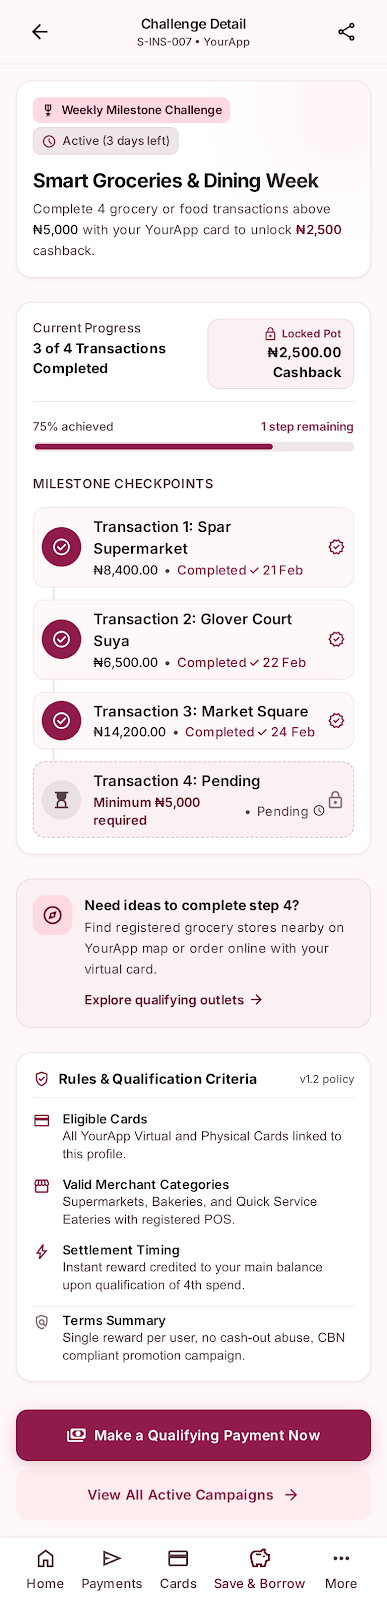 Challenge Detail
S-INS-007 • YourApp
Weekly Milestone Challenge
Active (3 days left)
Smart Groceries & Dining Week
Complete 4 grocery or food transactions above
₦5,000 with your YourApp card to unlock ₦2,500
cashback.
Current Progress
3 of 4 Transactions
Completed
Locked Pot
₦2,500.00
Cashback
75% achieved
1 step remaining
MILESTONE CHECKPOINTS
Transaction 1: Spar
Supermarket
₦8,400.00 • Completed ✓ 21 Feb
Transaction 2: Glover Court
Suya
₦6,500.00 • Completed ✓ 22 Feb
Transaction 3: Market Square
₦14,200.00 • Completed ✓ 24 Feb
Transaction 4: Pending
Minimum ₦5,000
required
• Pending
Need ideas to complete step 4?
Find registered grocery stores nearby on
YourApp map or order online with your
virtual card.
Explore qualifying outlets →
Rules & Qualification Criteria
v1.2 policy
Eligible Cards
All YourApp Virtual and Physical Cards linked to
this profile.
Valid Merchant Categories
Supermarkets, Bakeries, and Quick Service
Eateries with registered POS.
Settlement Timing
Instant reward credited to your main balance
upon qualification of 4th spend.
Terms Summary
Single reward per user, no cash-out abuse, CBN
compliant promotion campaign.
Make a Qualifying Payment Now
View All Active Campaigns →
Home
Payments
Cards
Save & Borrow
More